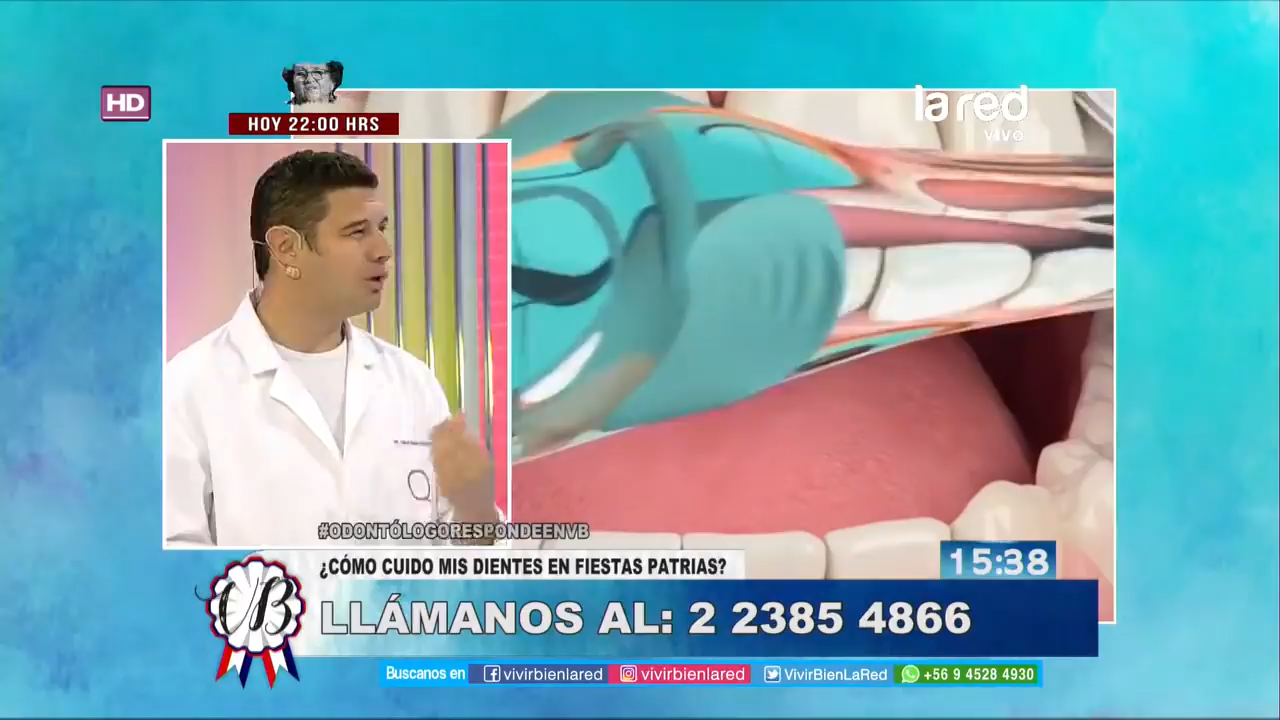 HD
HOY 22:00 HRS
la red
VIVO
#ODONTÓLOGORESPONDEENVB
¿CÓMO CUIDO MIS DIENTES EN FIESTAS PATRIAS?
15:38
VB
LLÁMANOS AL: 2 2385 4866
Buscanos en
vivirbienlared
vivirbienlared
VivirBienLaRed
+56 9 4528 4930